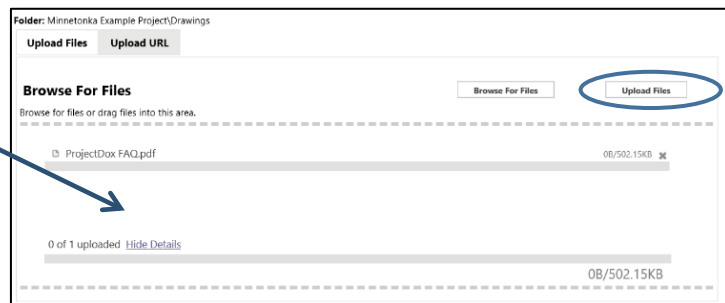 Folder: Minnetonka Example Project\Drawings
Upload Files Upload URL
Browse For Files Browse For Files Upload Files
Browse for files or drag files into this area.
ProjectDox FAQ.pdf 0B/502.15KB ✖
0 of 1 uploaded Hide Details
0B/502.15KB